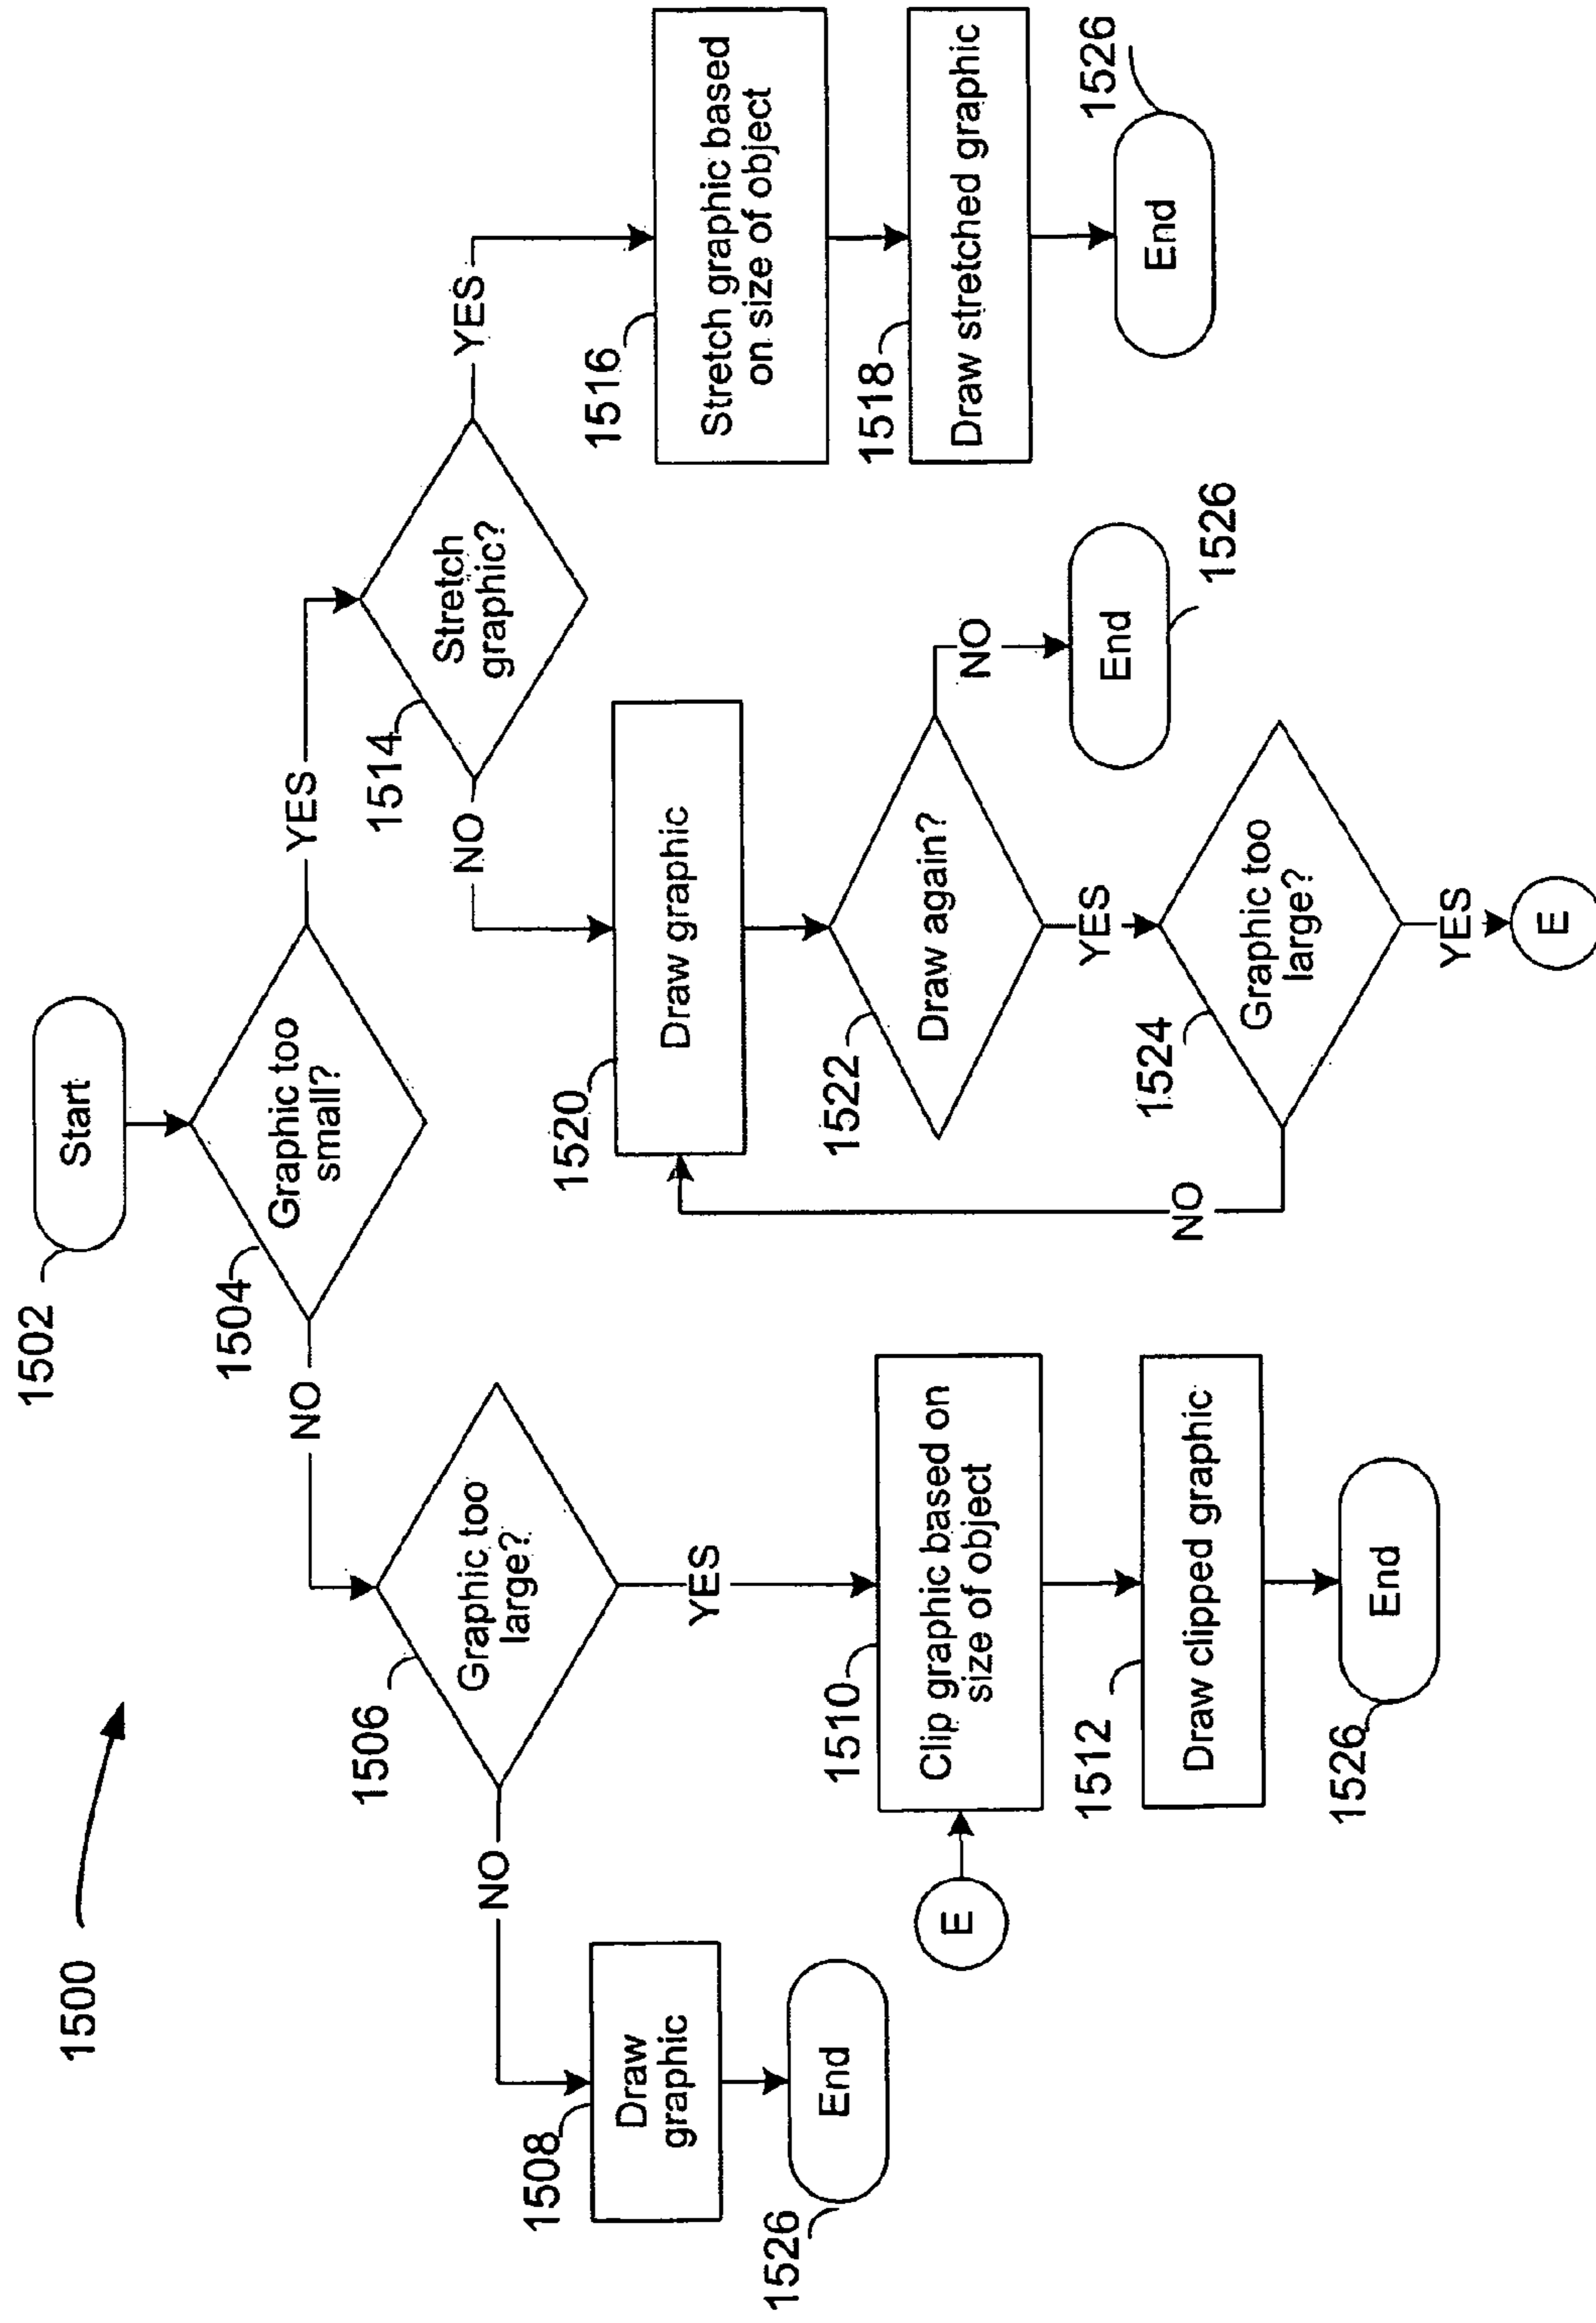 1500
1502
Start
1504
Graphic too
small?
NO
YES
1506
Graphic too
large?
NO
YES
1508
Draw
graphic
1526
End
E
1510
Clip graphic based on
size of object
1512
Draw clipped graphic
1526
End
1514
Stretch
graphic?
NO
YES
1520
Draw graphic
1522
Draw again?
NO
End
1526
YES
1524
Graphic too
large?
NO
YES
E
1516
Stretch graphic based
on size of object
1518
Draw stretched graphic
End
1526